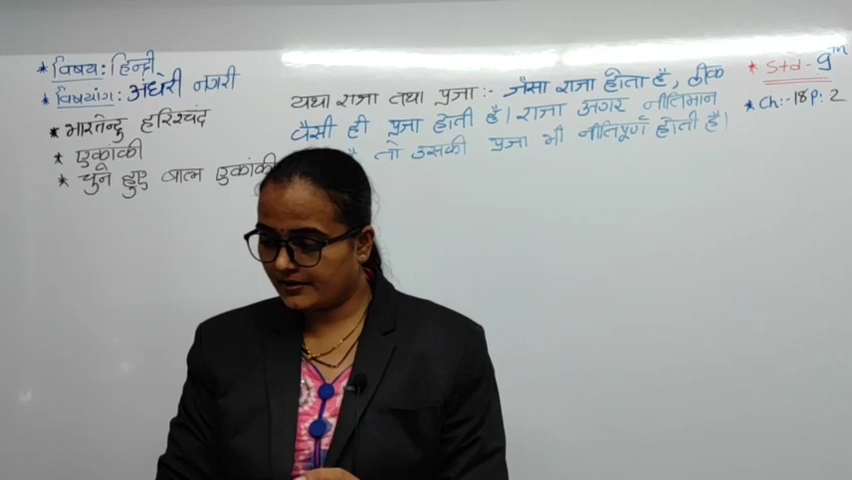 * विषय: हिन्दी
* विषयांग: अंधेरी नगरी
* भारतेन्दु हरिश्चंद
* एकांकी
* चुने हुए बाल एकांकी
यथा राजा तथा प्रजा :- जैसा राजा होता है, ठीक
वैसी ही प्रजा होती है। राजा अगर नीतिमान
है तो उसकी प्रजा भी नीतिपूर्ण होती है।
* Std - 9th
* Ch:-18 P: 2